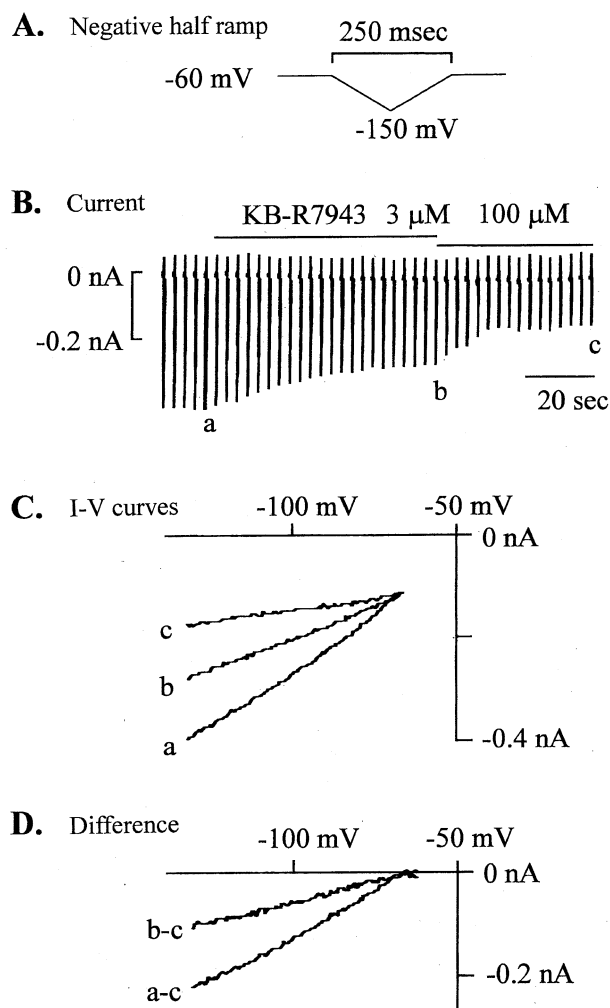 A. Negative half ramp
250 msec
-60 mV
-150 mV
B. Current
KB-R7943 3 μM 100 μM
0 nA
-0.2 nA
a
b
c
20 sec
C. I-V curves
-100 mV -50 mV
0 nA
c
b
a
-0.4 nA
D. Difference
-100 mV -50 mV
0 nA
b-c
a-c
-0.2 nA